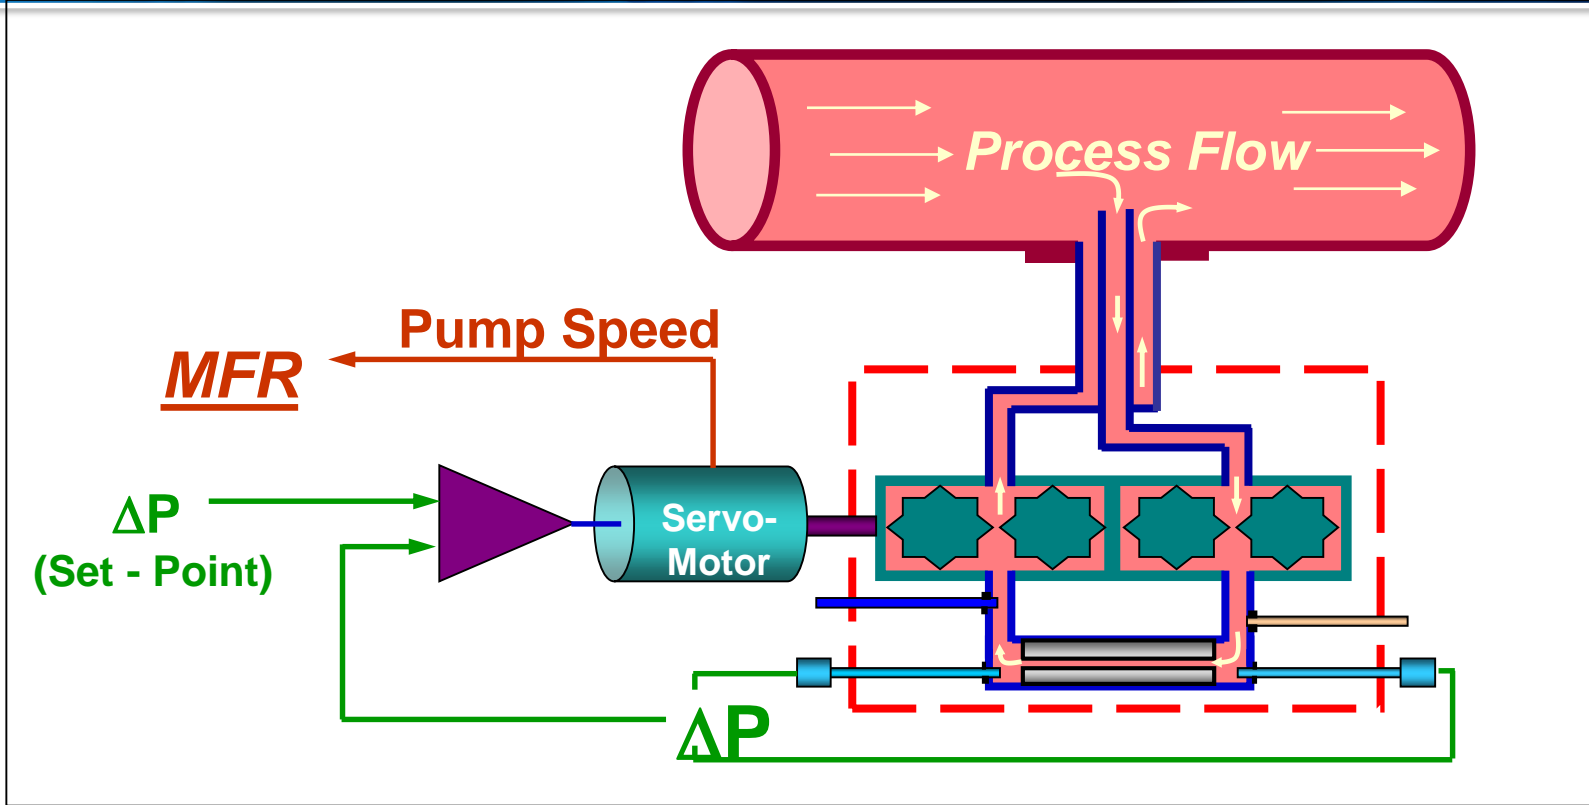 Process Flow
Pump Speed
MFR
ΔP
(Set - Point)
Servo-
Motor
ΔP